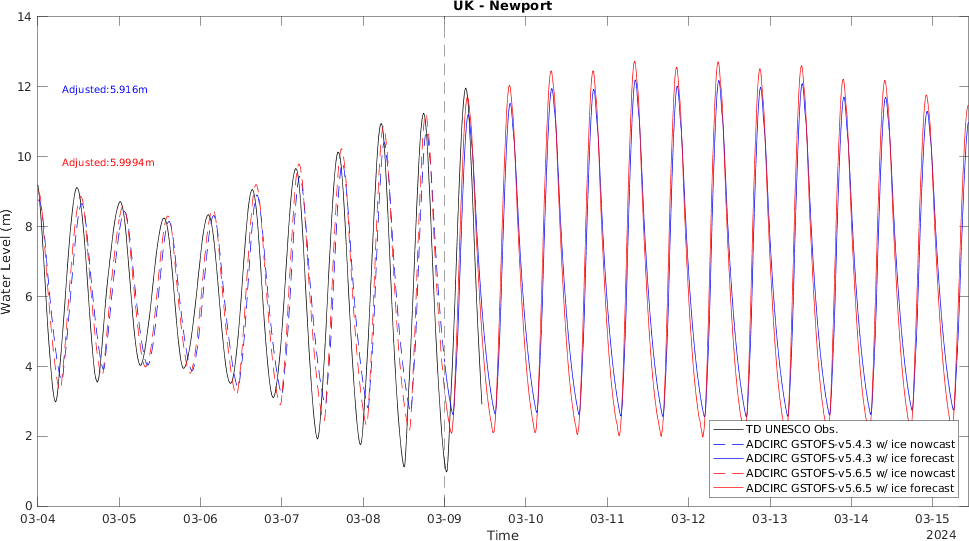 UK - Newport
14
12
10
8
6
4
2
0
Water Level (m)
Adjusted:5.916m
Adjusted:5.9994m
TD UNESCO Obs.
ADCIRC GSTOFS-v5.4.3 w/ ice nowcast
ADCIRC GSTOFS-v5.4.3 w/ ice forecast
ADCIRC GSTOFS-v5.6.5 w/ ice nowcast
ADCIRC GSTOFS-v5.6.5 w/ ice forecast
03-04 03-05 03-06 03-07 03-08 03-09 03-10 03-11 03-12 03-13 03-14 03-15
Time
2024